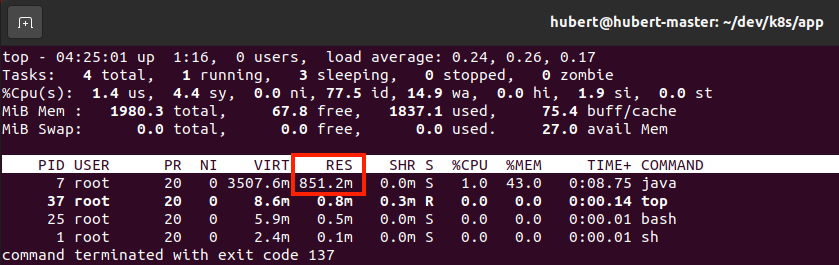 hubert@hubert-master: ~/dev/k8s/app
top - 04:25:01 up  1:16,  0 users,  load average: 0.24, 0.26, 0.17
Tasks:   4 total,   1 running,   3 sleeping,   0 stopped,   0 zombie
%Cpu(s):  1.4 us,  4.4 sy,  0.0 ni, 77.5 id, 14.9 wa,  0.0 hi,  1.9 si,  0.0 st
MiB Mem :   1980.3 total,     67.8 free,   1837.1 used,     75.4 buff/cache
MiB Swap:      0.0 total,      0.0 free,      0.0 used.     27.0 avail Mem
    PID USER      PR  NI    VIRT    RES    SHR S  %CPU  %MEM     TIME+ COMMAND
      7 root      20   0 3507.6m 851.2m   0.0m S   1.0  43.0   0:08.75 java
     37 root      20   0    8.6m   0.8m   0.3m R   0.0   0.0   0:00.14 top
     25 root      20   0    5.9m   0.5m   0.0m S   0.0   0.0   0:00.01 bash
      1 root      20   0    2.4m   0.1m   0.0m S   0.0   0.0   0:00.01 sh
command terminated with exit code 137